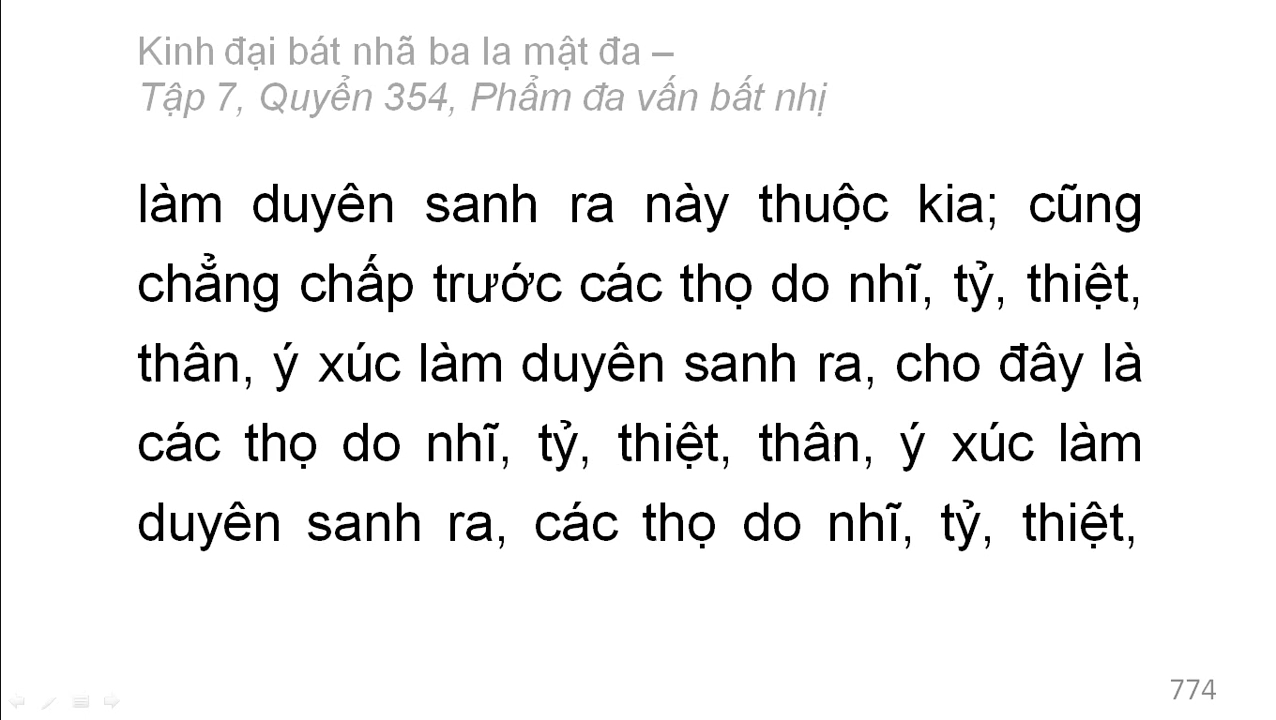 Kinh đại bát nhã ba la mật đa –
Tập 7, Quyển 354, Phẩm đa vấn bất nhị
làm duyên sanh ra này thuộc kia; cũng
chẳng chấp trước các thọ do nhĩ, tỷ, thiệt,
thân, ý xúc làm duyên sanh ra, cho đây là
các thọ do nhĩ, tỷ, thiệt, thân, ý xúc làm
duyên sanh ra, các thọ do nhĩ, tỷ, thiệt,
774